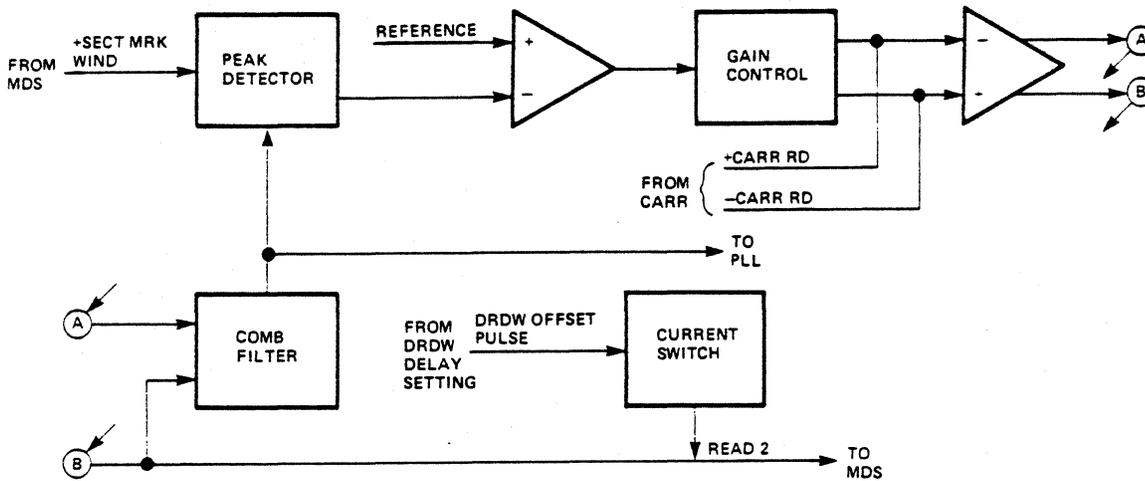 FROM
MDS
+SECT MRK
WIND
PEAK
DETECTOR
REFERENCE
+
−
GAIN
CONTROL
−
+
A
B
+CARR RD
FROM
CARR
−CARR RD
TO
PLL
A
COMB
FILTER
FROM
DRDW
DELAY
SETTING
DRDW OFFSET
PULSE
CURRENT
SWITCH
B
READ 2
TO
MDS